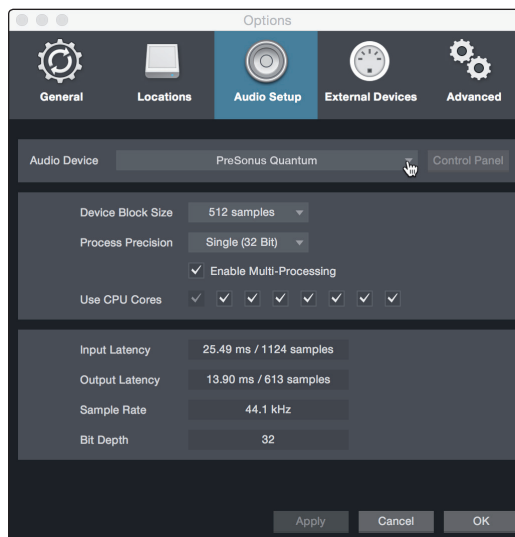 Options
General Locations Audio Setup External Devices Advanced
Audio Device PreSonus Quantum Control Panel
Device Block Size 512 samples
Process Precision Single (32 Bit)
Enable Multi-Processing
Use CPU Cores
Input Latency 25.49 ms / 1124 samples
Output Latency 13.90 ms / 613 samples
Sample Rate 44.1 kHz
Bit Depth 32
Apply Cancel OK